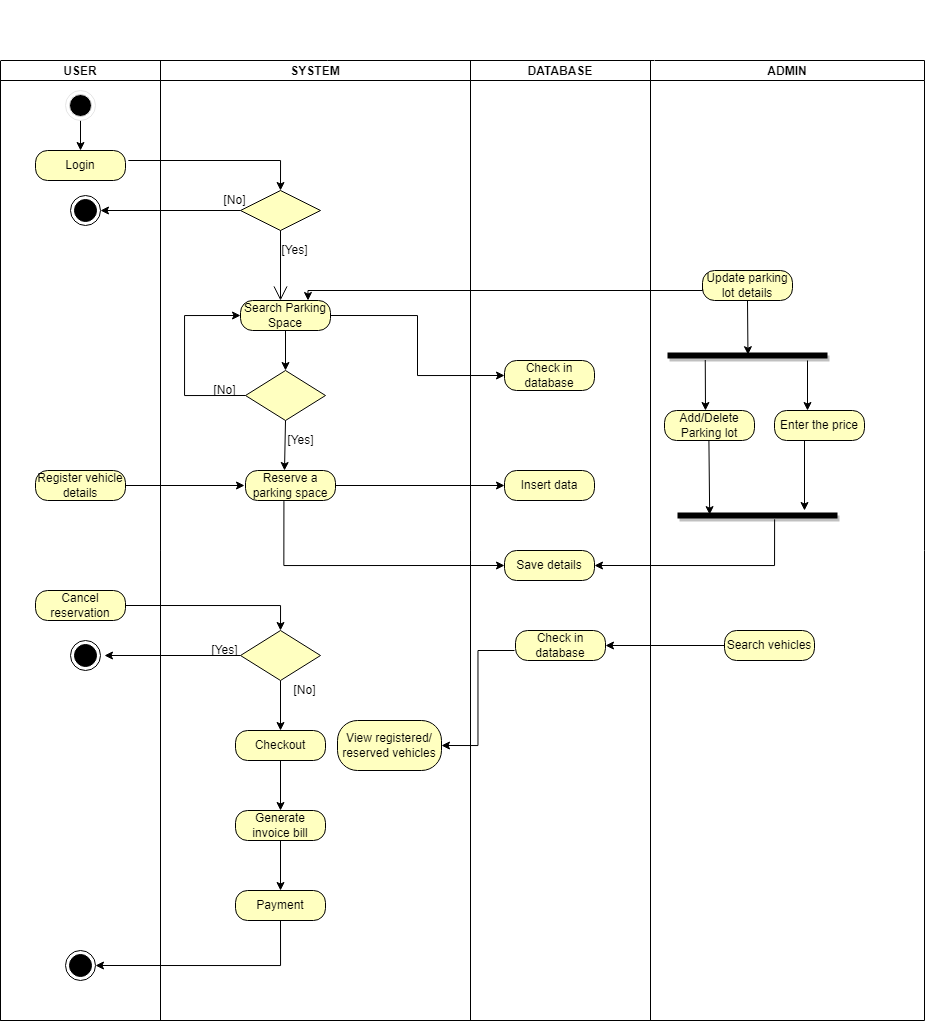 USER
SYSTEM
DATABASE
ADMIN
Login
[No]
[Yes]
Update parking
lot details
Search Parking
Space
Check in
database
[No]
Add/Delete
Parking lot
Enter the price
[Yes]
Register vehicle
details
Reserve a
parking space
Insert data
Save details
Cancel
reservation
[Yes]
Check in
database
Search vehicles
[No]
Checkout
View registered/
reserved vehicles
Generate
invoice bill
Payment